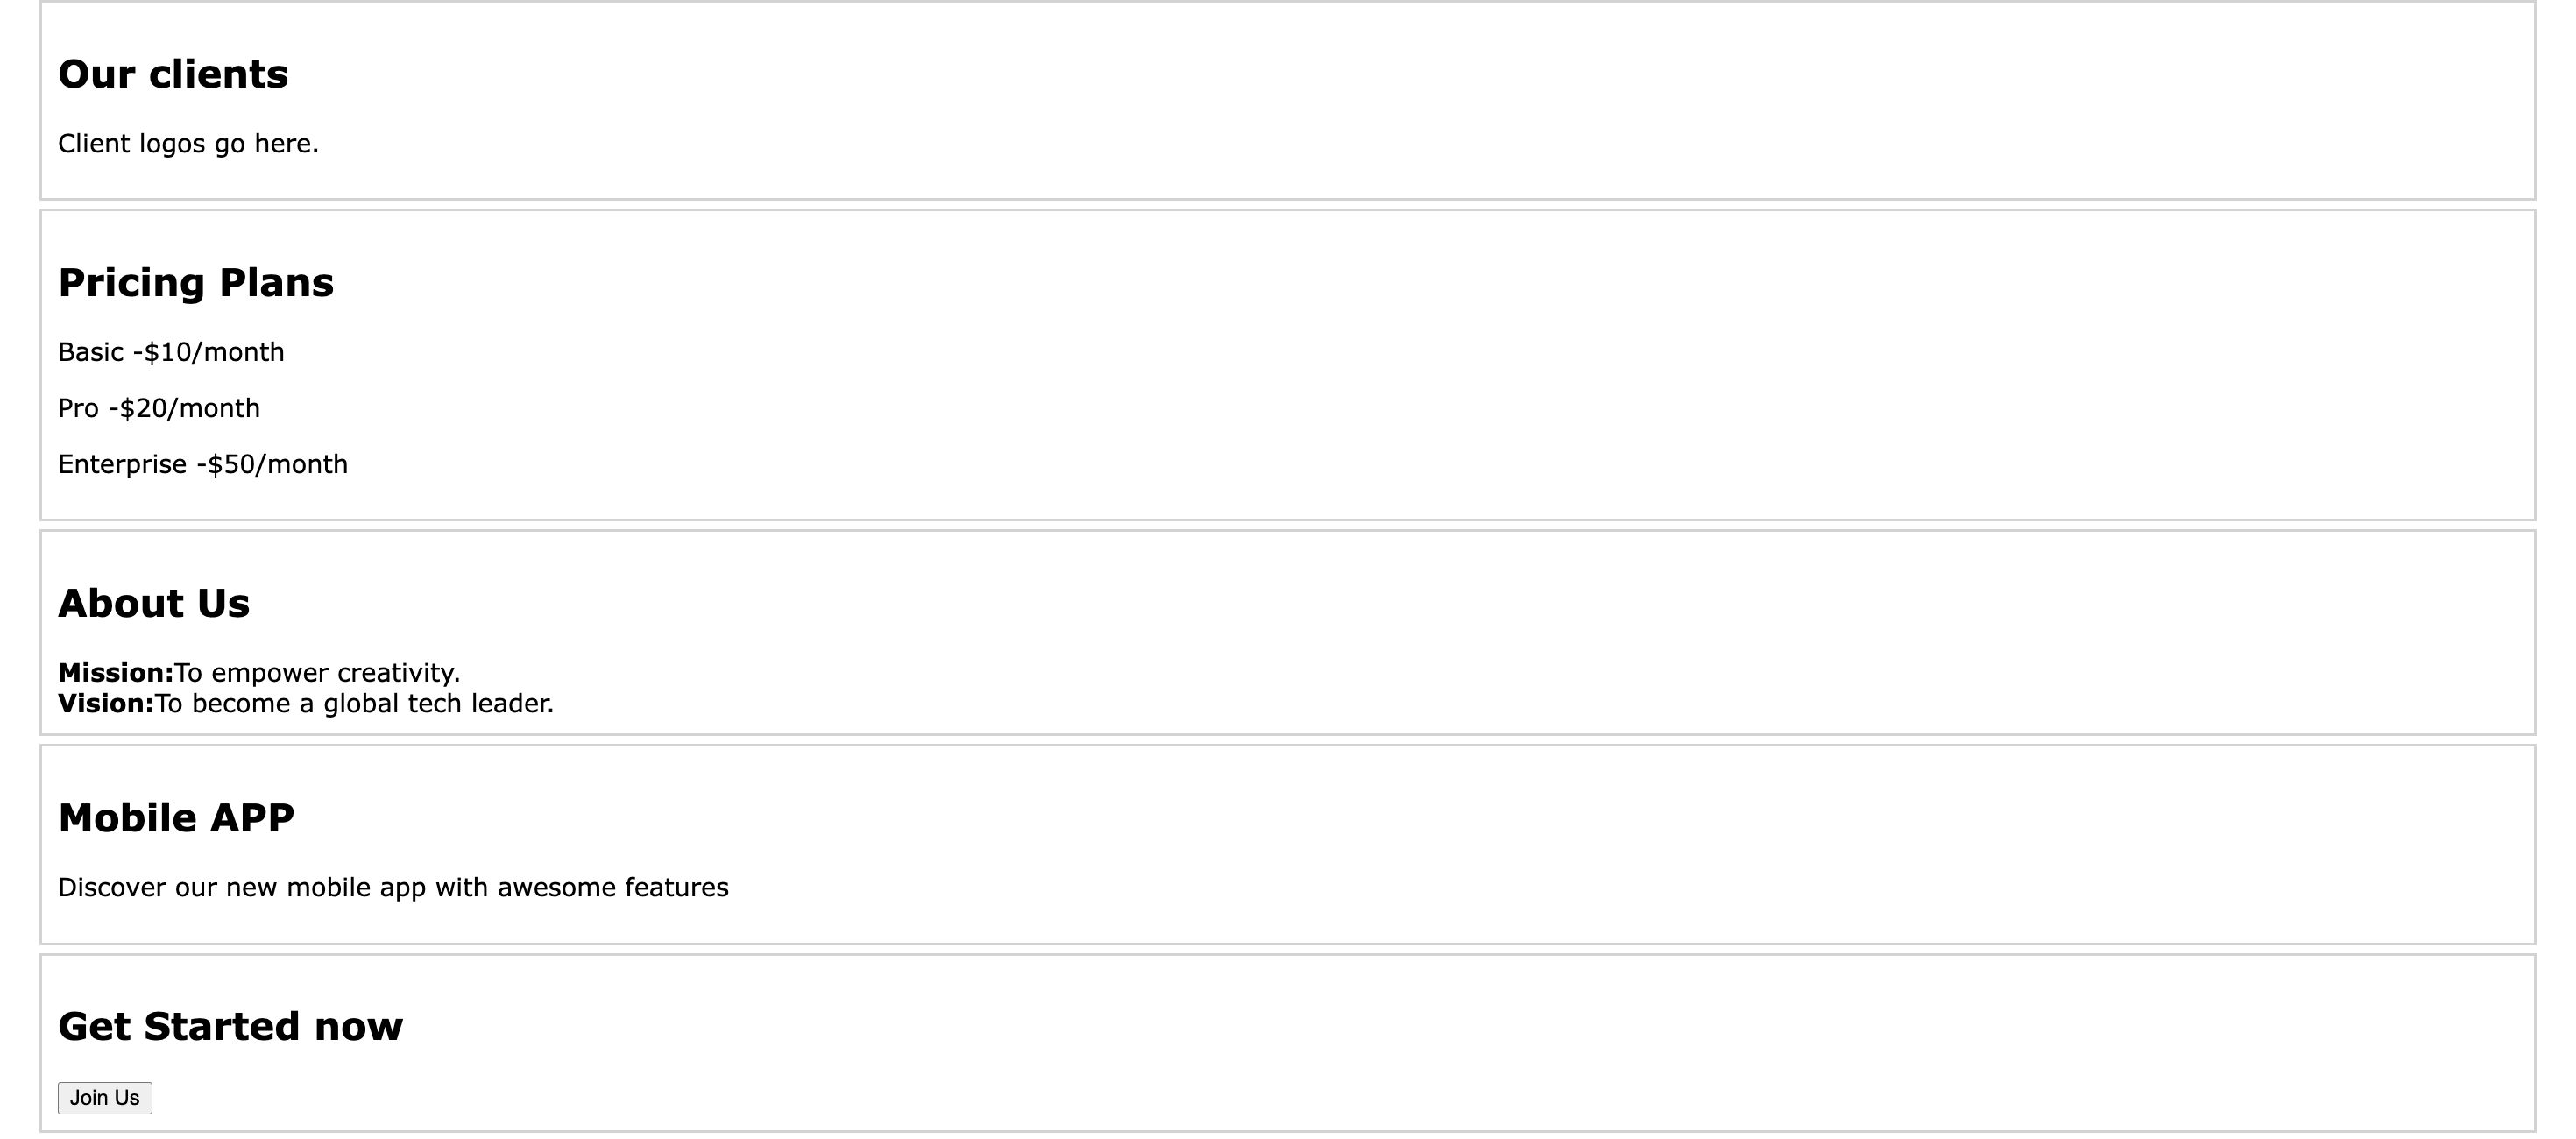 Our clients
Client logos go here.
Pricing Plans
Basic -$10/month
Pro -$20/month
Enterprise -$50/month
About Us
Mission:To empower creativity.
Vision:To become a global tech leader.
Mobile APP
Discover our new mobile app with awesome features
Get Started now
Join Us